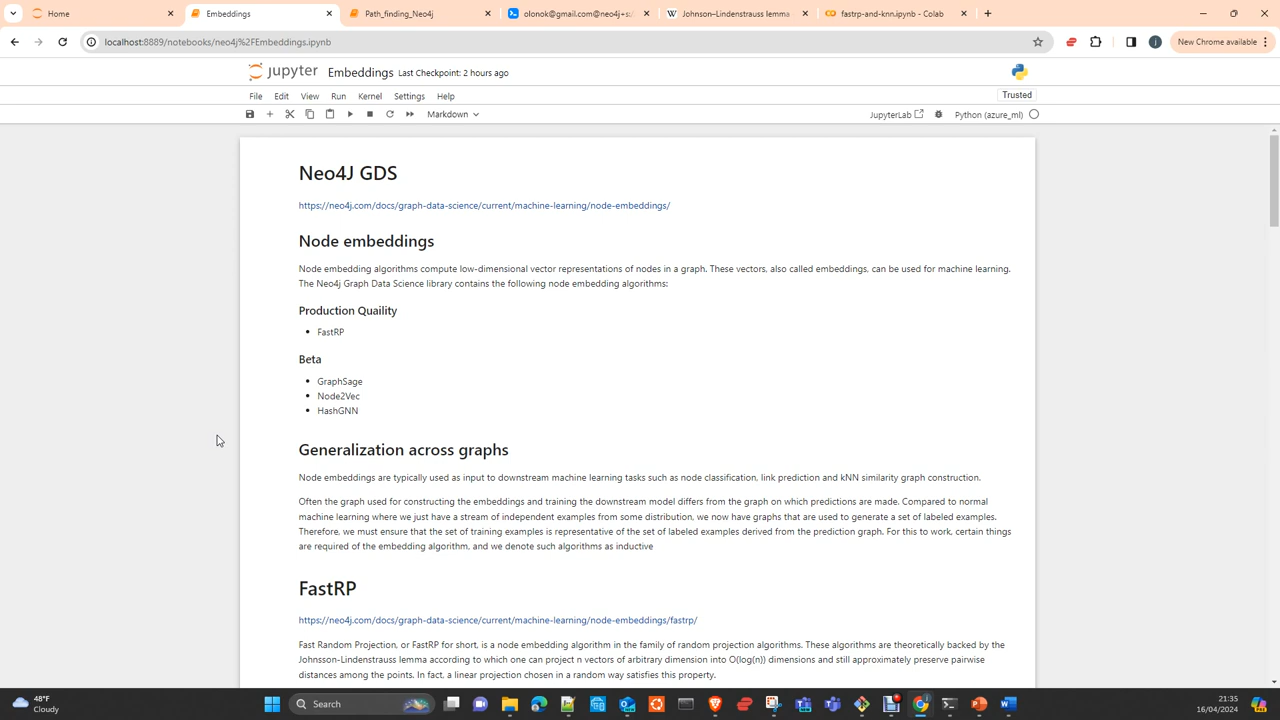 Home
Embeddings
Path_finding_Neo4j
olonok@gmail.com@neo4j+s:/
Johnson–Lindenstrauss lemma
fastrp-and-knn.ipynb - Colab
localhost:8889/notebooks/neo4j%2FEmbeddings.ipynb
New Chrome available
jupyter Embeddings Last Checkpoint: 2 hours ago
File Edit View Run Kernel Settings Help
Trusted
Markdown
JupyterLab
Python (azure_ml)
Neo4J GDS
https://neo4j.com/docs/graph-data-science/current/machine-learning/node-embeddings/
Node embeddings
Node embedding algorithms compute low-dimensional vector representations of nodes in a graph. These vectors, also called embeddings, can be used for machine learning.
The Neo4j Graph Data Science library contains the following node embedding algorithms:
Production Quaility
• FastRP
Beta
• GraphSage
• Node2Vec
• HashGNN
Generalization across graphs
Node embeddings are typically used as input to downstream machine learning tasks such as node classification, link prediction and kNN similarity graph construction.
Often the graph used for constructing the embeddings and training the downstream model differs from the graph on which predictions are made. Compared to normal
machine learning where we just have a stream of independent examples from some distribution, we now have graphs that are used to generate a set of labeled examples.
Therefore, we must ensure that the set of training examples is representative of the set of labeled examples derived from the prediction graph. For this to work, certain things
are required of the embedding algorithm, and we denote such algorithms as inductive
FastRP
https://neo4j.com/docs/graph-data-science/current/machine-learning/node-embeddings/fastrp/
Fast Random Projection, or FastRP for short, is a node embedding algorithm in the family of random projection algorithms. These algorithms are theoretically backed by the
Johnsson-Lindenstrauss lemma according to which one can project n vectors of arbitrary dimension into O(log(n)) dimensions and still approximately preserve pairwise
distances among the points. In fact, a linear projection chosen in a random way satisfies this property.
48°F
Cloudy
Search
21:35
16/04/2024